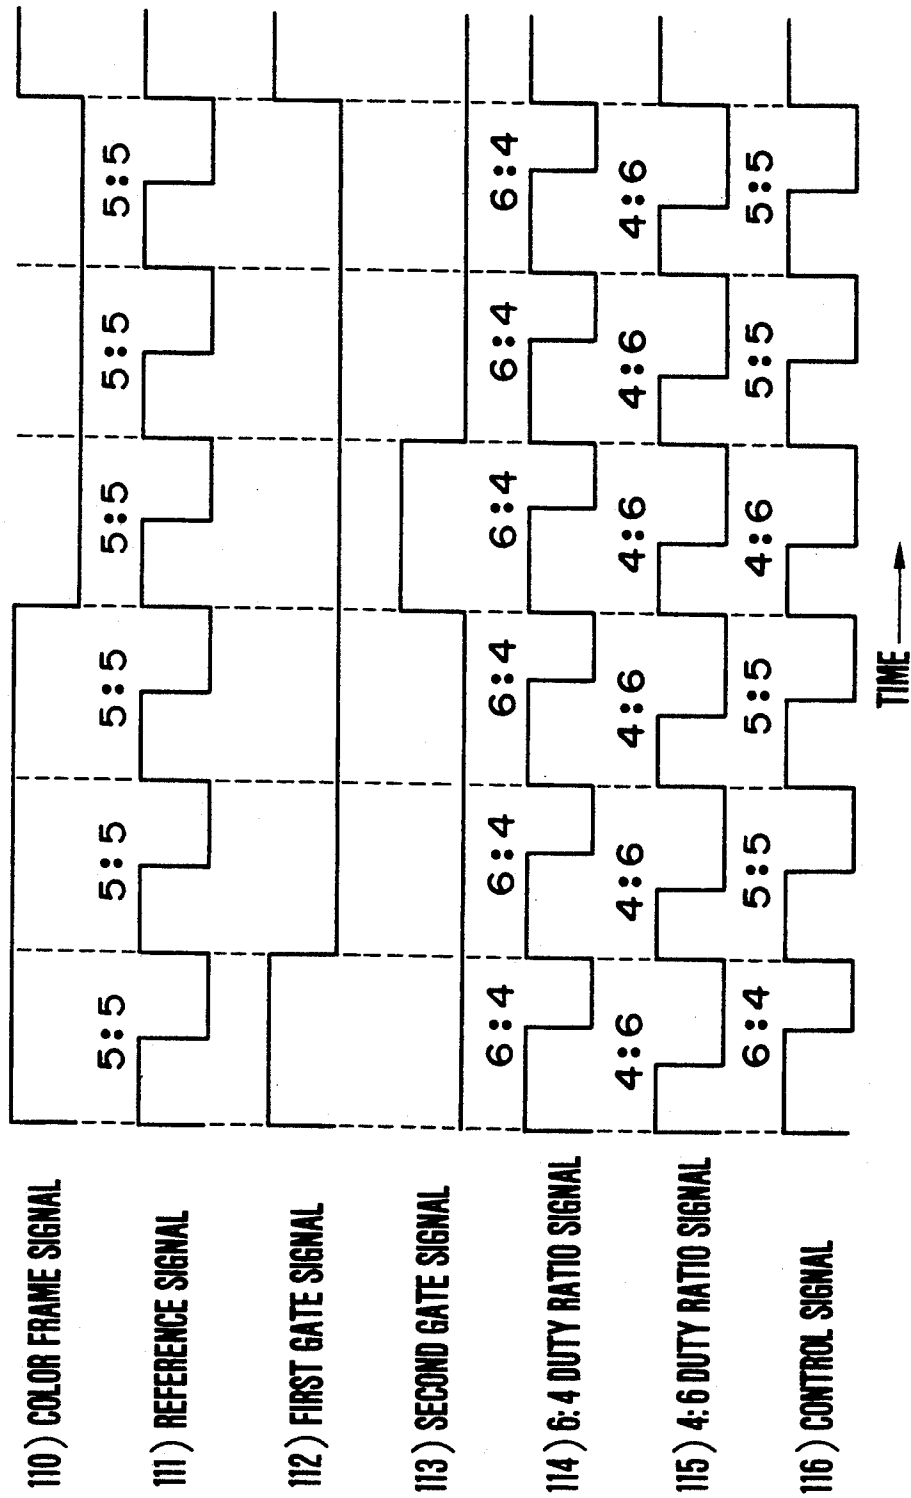 110) COLOR FRAME SIGNAL
5:5 5:5 5:5 5:5 5:5 5:5
111) REFERENCE SIGNAL
112) FIRST GATE SIGNAL
113) SECOND GATE SIGNAL
6:4 6:4 6:4 6:4 6:4 6:4
114) 6:4 DUTY RATIO SIGNAL
4:6 4:6 4:6 4:6 4:6 4:6
115) 4:6 DUTY RATIO SIGNAL
6:4 5:5 5:5 4:6 5:5 5:5
116) CONTROL SIGNAL
TIME